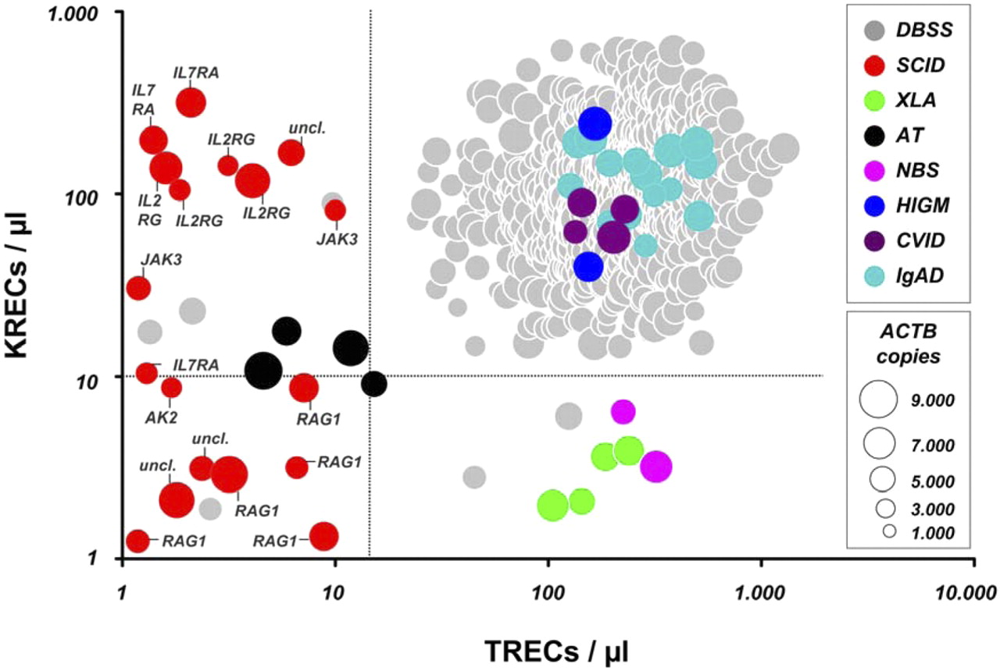 1.000
100
10
1
KRECs / µl
1
10
100
1.000
10.000
TRECs / µl
IL7RA
IL7
RA
IL2RG
uncl.
IL2
RG
IL2RG
IL2RG
JAK3
JAK3
IL7RA
AK2
RAG1
uncl.
uncl.
RAG1
RAG1
RAG1
RAG1
DBSS
SCID
XLA
AT
NBS
HIGM
CVID
IgAD
ACTB
copies
9.000
7.000
5.000
3.000
1.000